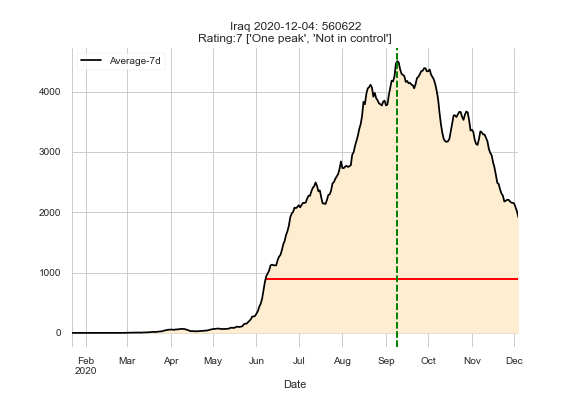 Iraq 2020-12-04: 560622
Rating:7 ['One peak', 'Not in control']
Average-7d
4000
3000
2000
1000
0
Feb Mar Apr May Jun Jul Aug Sep Oct Nov Dec
2020
Date